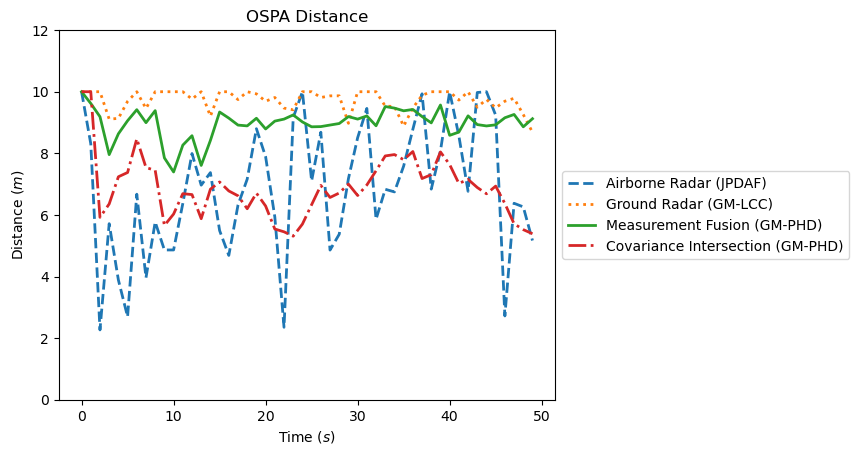 OSPA Distance
12
10
8
6
4
2
0
Distance (m)
0 10 20 30 40 50
Time (s)
Airborne Radar (JPDAF)
Ground Radar (GM-LCC)
Measurement Fusion (GM-PHD)
Covariance Intersection (GM-PHD)